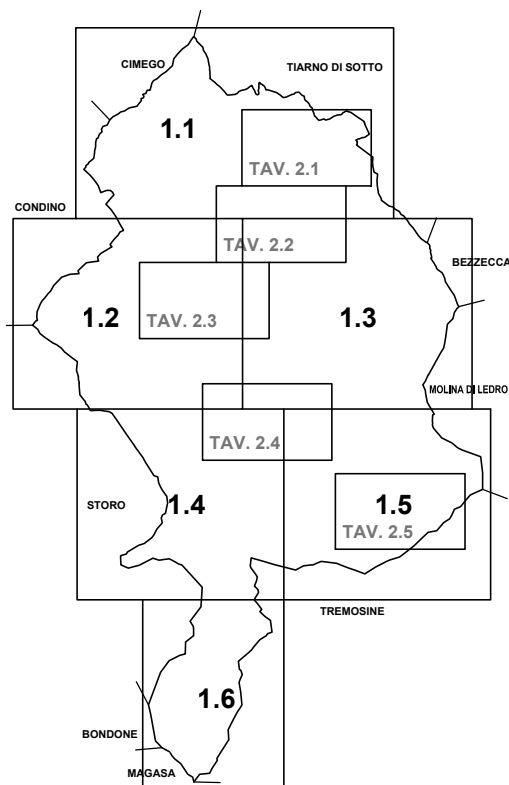 CIMEGO
TIARNO DI SOTTO
1.1
TAV. 2.1
CONDINO
TAV. 2.2
BEZZECCA
1.2
1.3
TAV. 2.3
MOLINA DI LEDRO
TAV. 2.4
STORO
1.4
1.5
TAV. 2.5
TREMOSINE
1.6
BONDONE
MAGASA